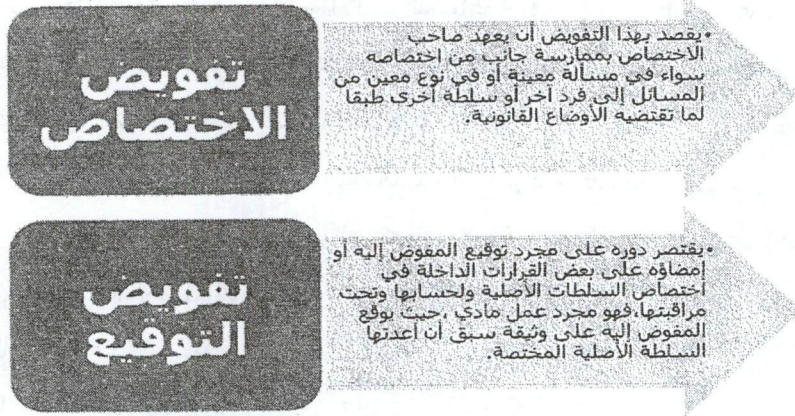 تفويض
الاختصاص
•يقصد بهذا التفويض أن يعهد صاحب
الاختصاص بممارسة جانب من اختصاصه
سواء في مسألة معينة أو في نوع معين من
المسائل إلى فرد آخر أو سلطة أخرى طبقا
لما تقتضيه الأوضاع القانونية.
تفويض
التوقيع
•يقتصر دوره على مجرد توقيع المفوض إليه أو
إمضاؤه على بعض القرارات الداخلة في
اختصاص السلطات الأصلية ولحسابها وتحت
مراقبتها،فهو مجرد عمل مادي ،حيث يوقع
المفوض إليه على وثيقة سبق أن أعدتها
السلطة الأصلية المختصة.